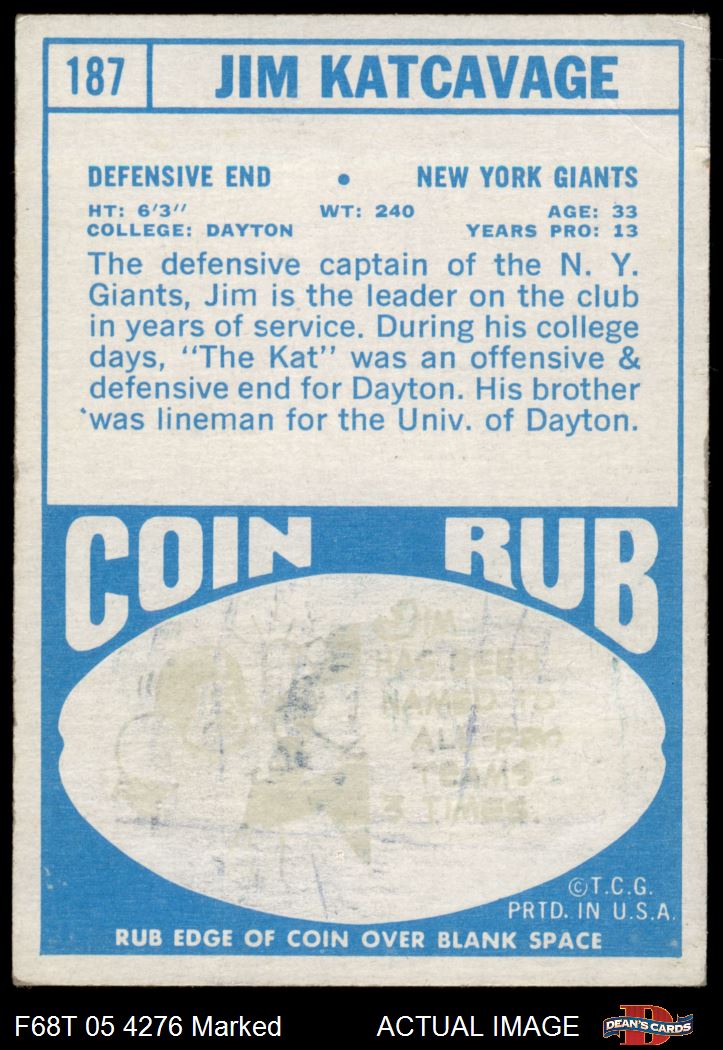 187 JIM KATCAVAGE
DEFENSIVE END • NEW YORK GIANTS
HT: 6'3" WT: 240 AGE: 33
COLLEGE: DAYTON YEARS PRO: 13
The defensive captain of the N. Y.
Giants, Jim is the leader on the club
in years of service. During his college
days, "The Kat" was an offensive &
defensive end for Dayton. His brother
was lineman for the Univ. of Dayton.
COIN RUB
JIM
HAS BEEN
NAMED TO
ALL-PRO
TEAMS
3 TIMES.
©T.C.G.
PRTD. IN U.S.A.
RUB EDGE OF COIN OVER BLANK SPACE
F68T 05 4276 Marked ACTUAL IMAGE D DEAN'S CARDS